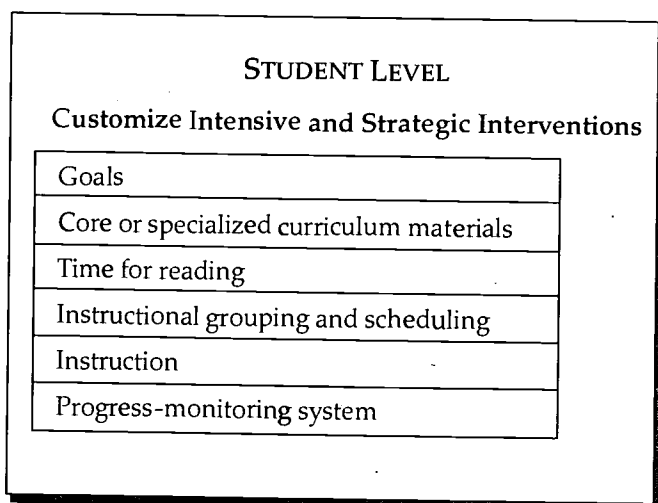 STUDENT LEVEL
Customize Intensive and Strategic Interventions
Goals
Core or specialized curriculum materials
Time for reading
Instructional grouping and scheduling
Instruction
Progress-monitoring system